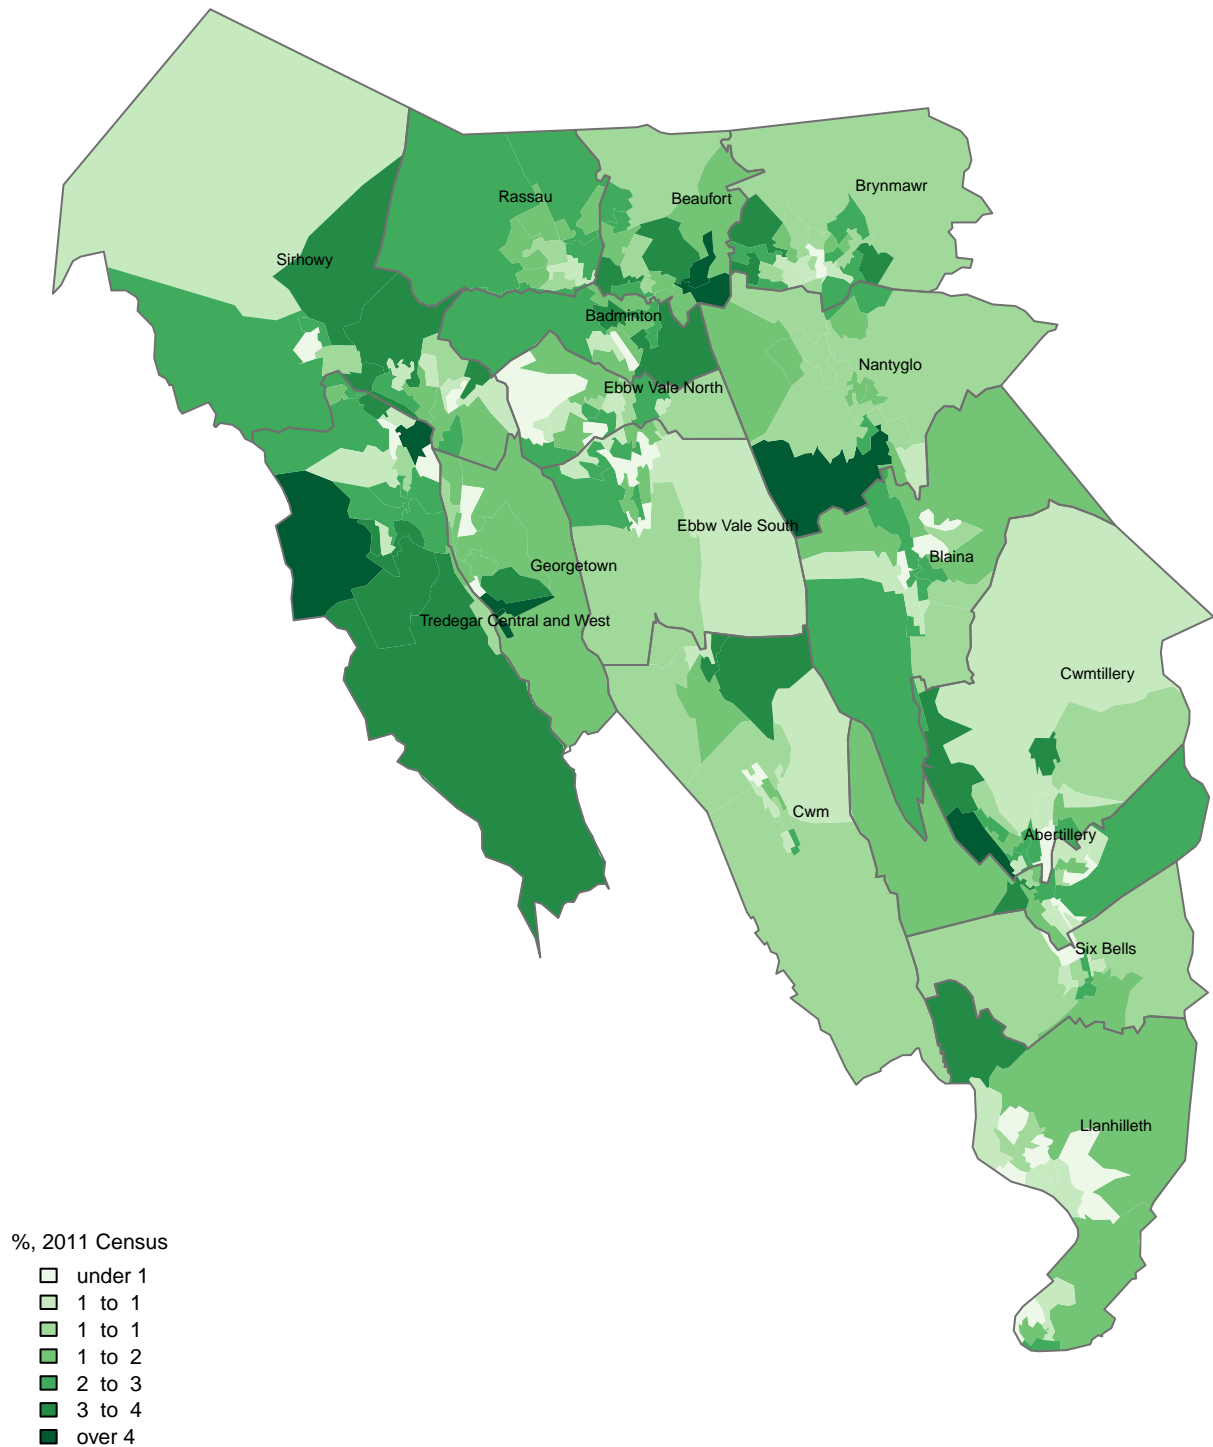 Brynmawr
Rassau
Beaufort
Sirhowy
Badminton
Nantyglo
Ebbw Vale North
Ebbw Vale South
Blaina
Georgetown
Tredegar Central and West
Cwmtillery
Cwm
Abertillery
Six Bells
Llanhilleth
%, 2011 Census
under 1
1 to 1
1 to 1
1 to 2
2 to 3
3 to 4
over 4